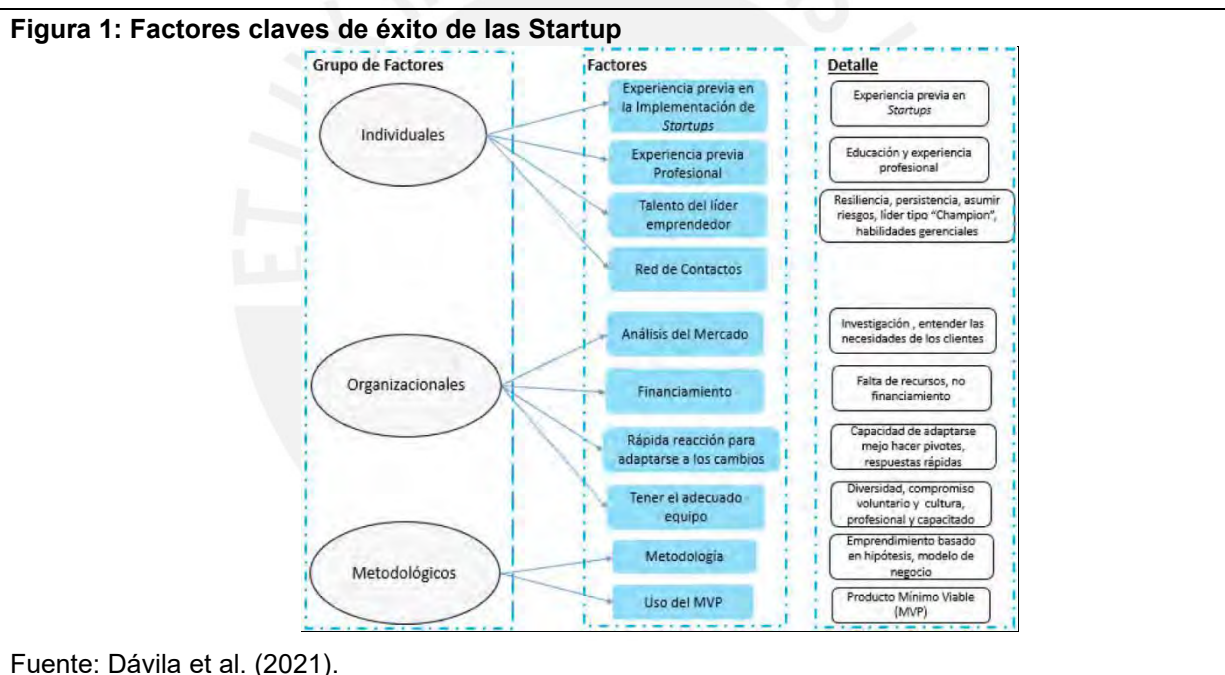 Figura 1: Factores claves de éxito de las Startup
Grupo de Factores
Factores
Detalle
Individuales
Experiencia previa en
la Implementación de
Startups
Experiencia previa en
Startups
Experiencia previa
Profesional
Educación y experiencia
profesional
Talento del líder
emprendedor
Resiliencia, persistencia, asumir
riesgos, líder tipo "Champion",
habilidades gerenciales
Red de Contactos
Organizacionales
Análisis del Mercado
Investigación , entender las
necesidades de los clientes
Financiamiento
Falta de recursos, no
financiamiento
Rápida reacción para
adaptarse a los cambios
Capacidad de adaptarse
mejo hacer pivotes,
respuestas rápidas
Tener el adecuado
equipo
Diversidad, compromiso
voluntario y cultura,
profesional y capacitado
Metodológicos
Metodología
Emprendimiento basado
en hipótesis, modelo de
negocio
Uso del MVP
Producto Mínimo Viable
(MVP)
Fuente: Dávila et al. (2021).